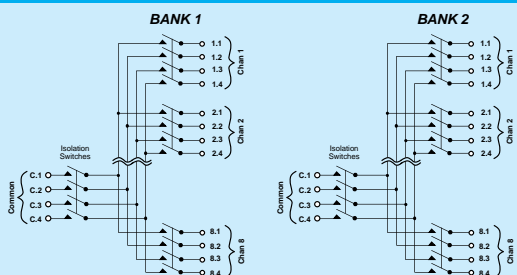 BANK 1
1.1
1.2
1.3
1.4
Chan 1
2.1
2.2
2.3
2.4
Chan 2
Isolation
Switches
Common
C.1
C.2
C.3
C.4
8.1
8.2
8.3
8.4
Chan 8
BANK 2
1.1
1.2
1.3
1.4
Chan 1
2.1
2.2
2.3
2.4
Chan 2
Isolation
Switches
Common
C.1
C.2
C.3
C.4
8.1
8.2
8.3
8.4
Chan 8